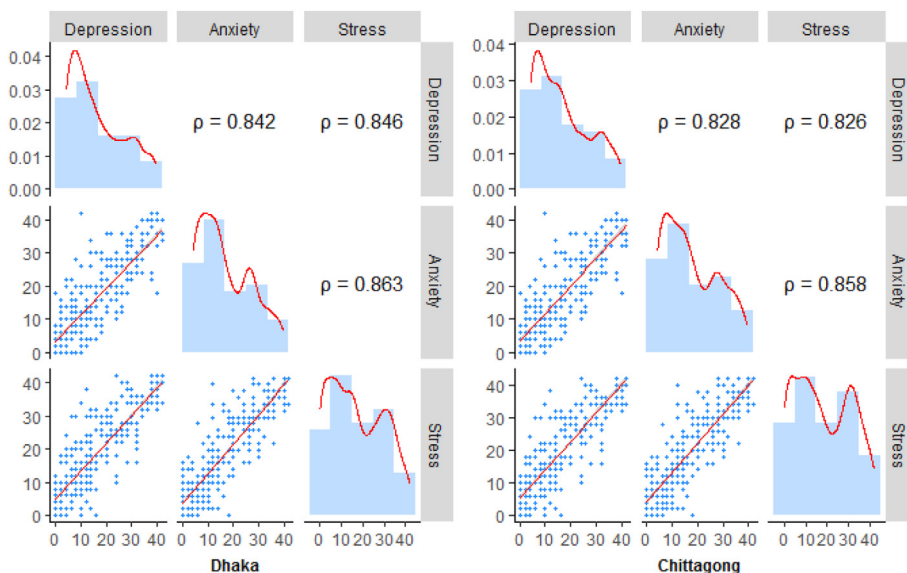 Depression Anxiety Stress
0.04
0.03
0.02
0.01
0.00
ρ = 0.842 ρ = 0.846
Depression
40
30
20
10
0
ρ = 0.863
Anxiety
40
30
20
10
0
Stress
0 10 20 30 40 0 10 20 30 40 0 10 20 30 40
Dhaka
Depression Anxiety Stress
0.04
0.03
0.02
0.01
0.00
ρ = 0.828 ρ = 0.826
Depression
40
30
20
10
0
ρ = 0.858
Anxiety
40
30
20
10
0
Stress
0 10 20 30 40 0 10 20 30 40 0 10 20 30 40
Chittagong